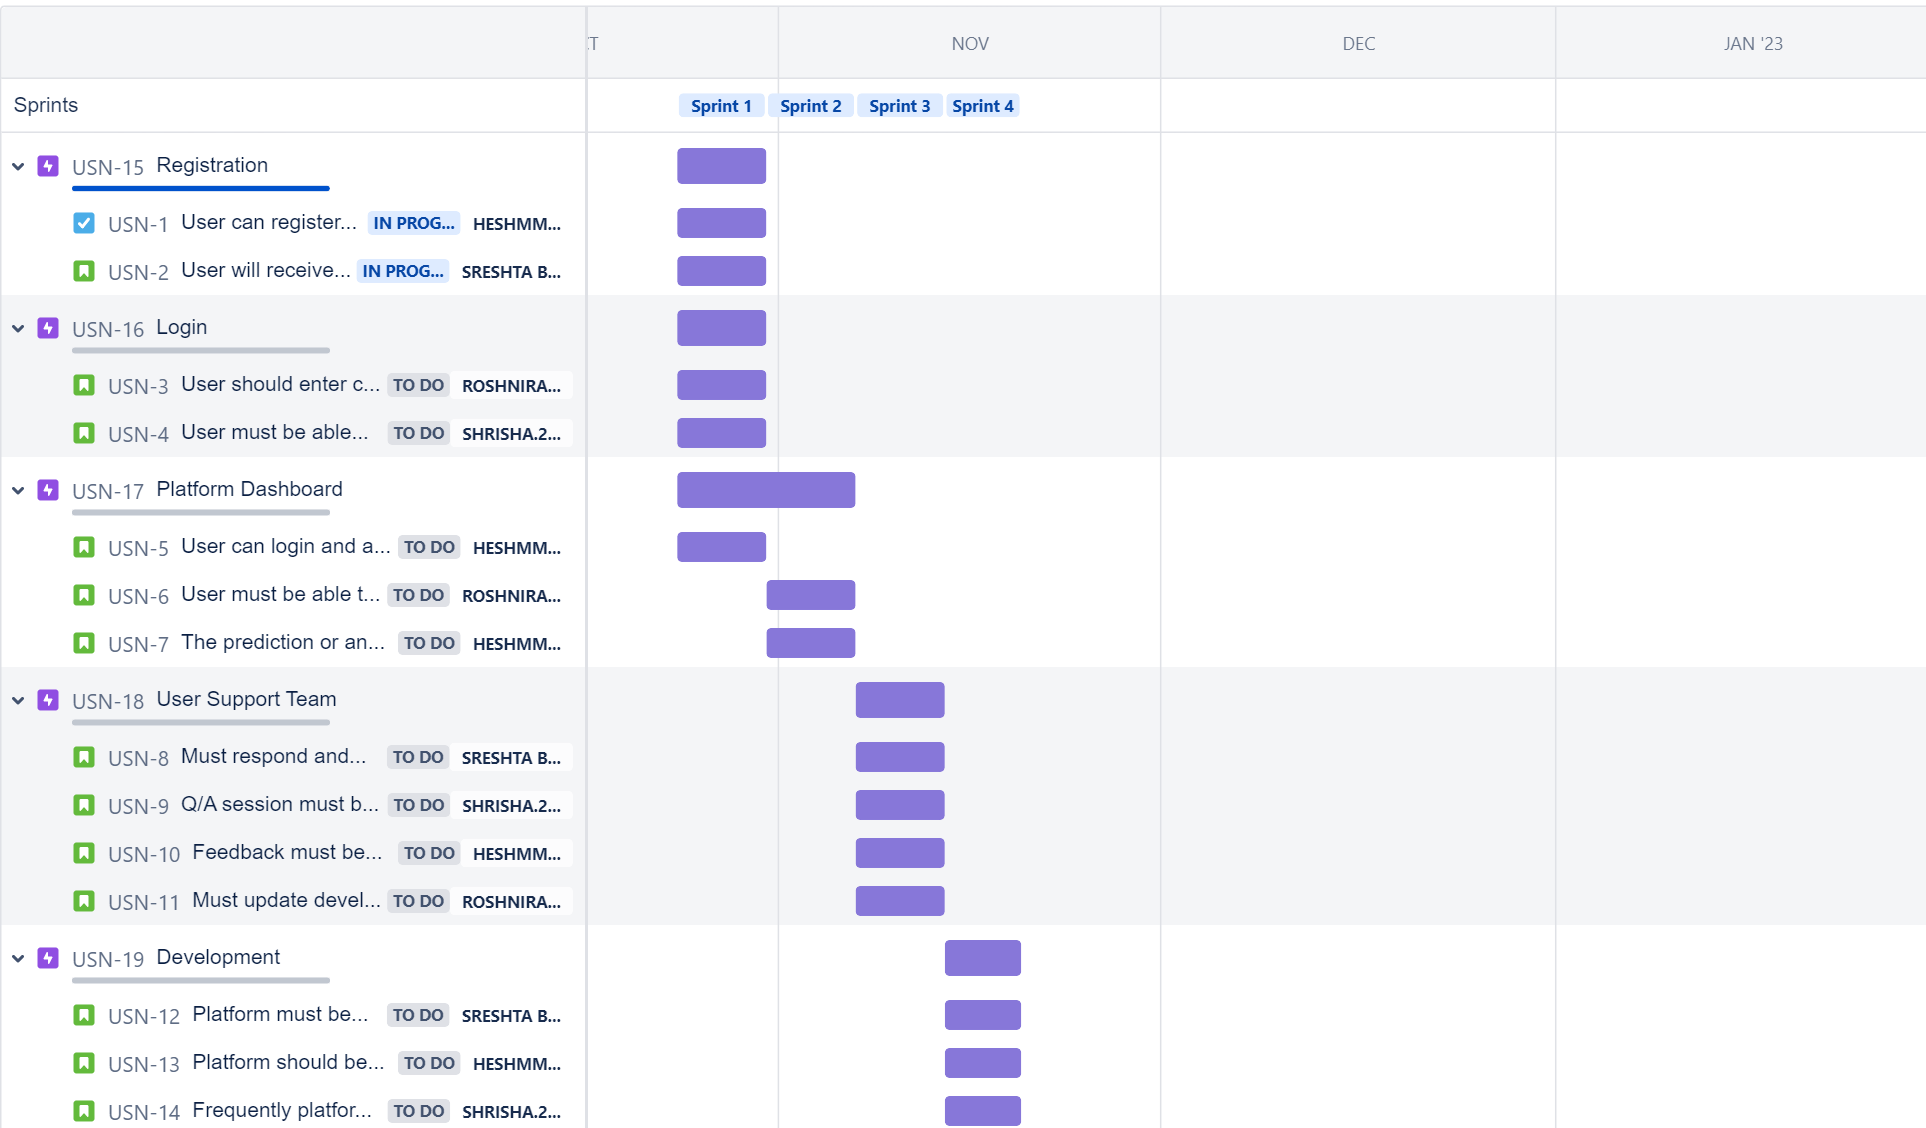 CT NOV DEC JAN '23
Sprints Sprint 1 Sprint 2 Sprint 3 Sprint 4
USN-15 Registration
USN-1 User can register... IN PROG... HESHMM...
USN-2 User will receive... IN PROG... SRESHTA B...
USN-16 Login
USN-3 User should enter c... TO DO ROSHNIRA...
USN-4 User must be able... TO DO SHRISHA.2...
USN-17 Platform Dashboard
USN-5 User can login and a... TO DO HESHMM...
USN-6 User must be able t... TO DO ROSHNIRA...
USN-7 The prediction or an... TO DO HESHMM...
USN-18 User Support Team
USN-8 Must respond and... TO DO SRESHTA B...
USN-9 Q/A session must b... TO DO SHRISHA.2...
USN-10 Feedback must be... TO DO HESHMM...
USN-11 Must update devel... TO DO ROSHNIRA...
USN-19 Development
USN-12 Platform must be... TO DO SRESHTA B...
USN-13 Platform should be... TO DO HESHMM...
USN-14 Frequently platfor... TO DO SHRISHA.2...